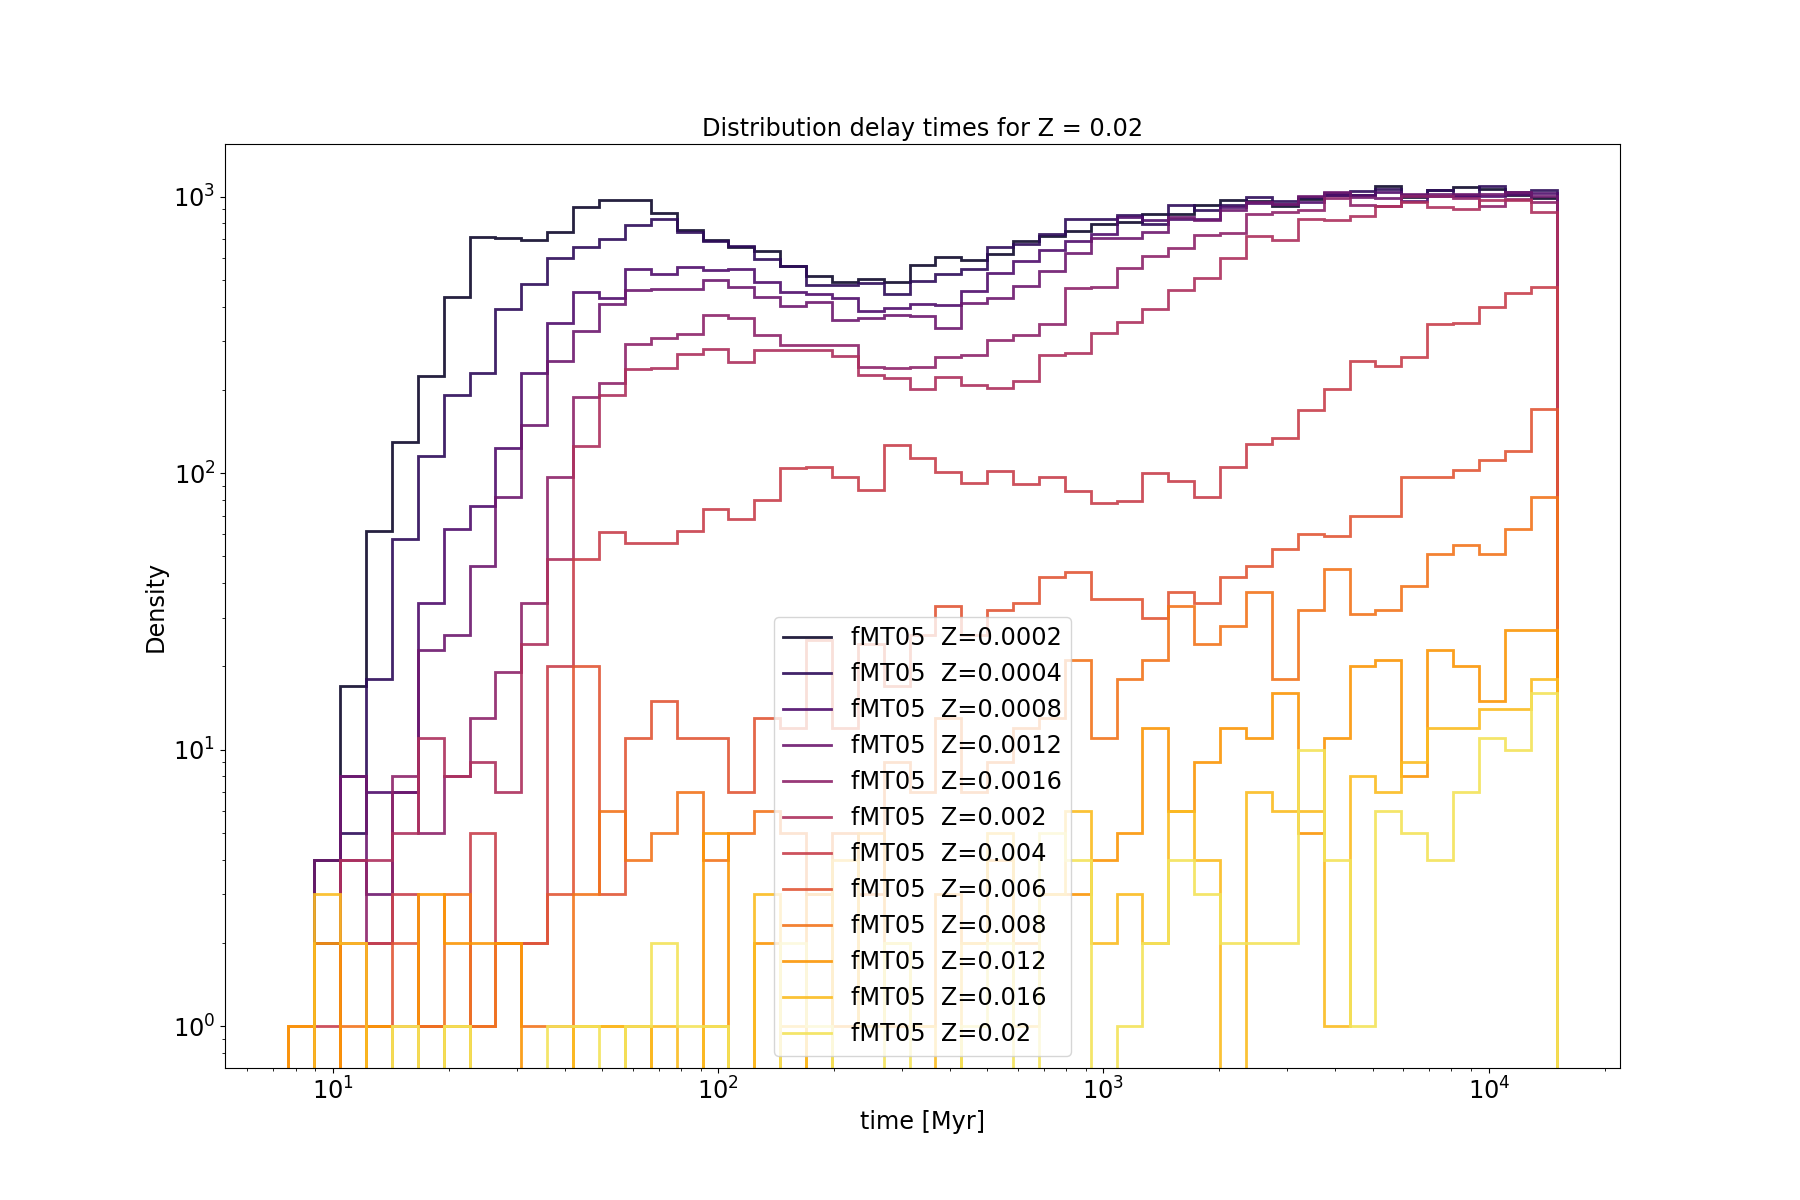 Distribution delay times for Z = 0.02
10³
10²
10¹
10⁰
Density
fMT05  Z=0.0002
fMT05  Z=0.0004
fMT05  Z=0.0008
fMT05  Z=0.0012
fMT05  Z=0.0016
fMT05  Z=0.002
fMT05  Z=0.004
fMT05  Z=0.006
fMT05  Z=0.008
fMT05  Z=0.012
fMT05  Z=0.016
fMT05  Z=0.02
10¹ 10² 10³ 10⁴
time [Myr]